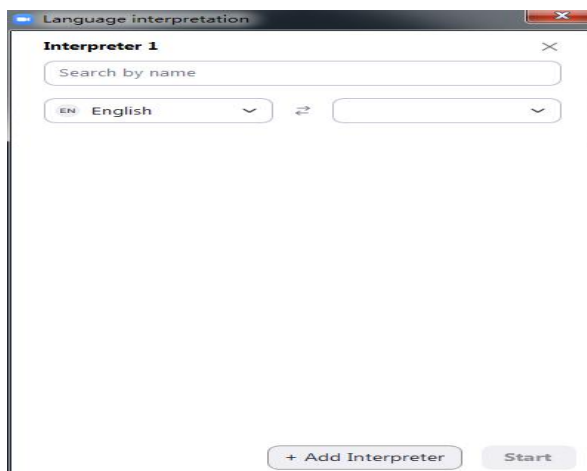 Language interpretation
Interpreter 1
Search by name
EN English
+ Add Interpreter
Start